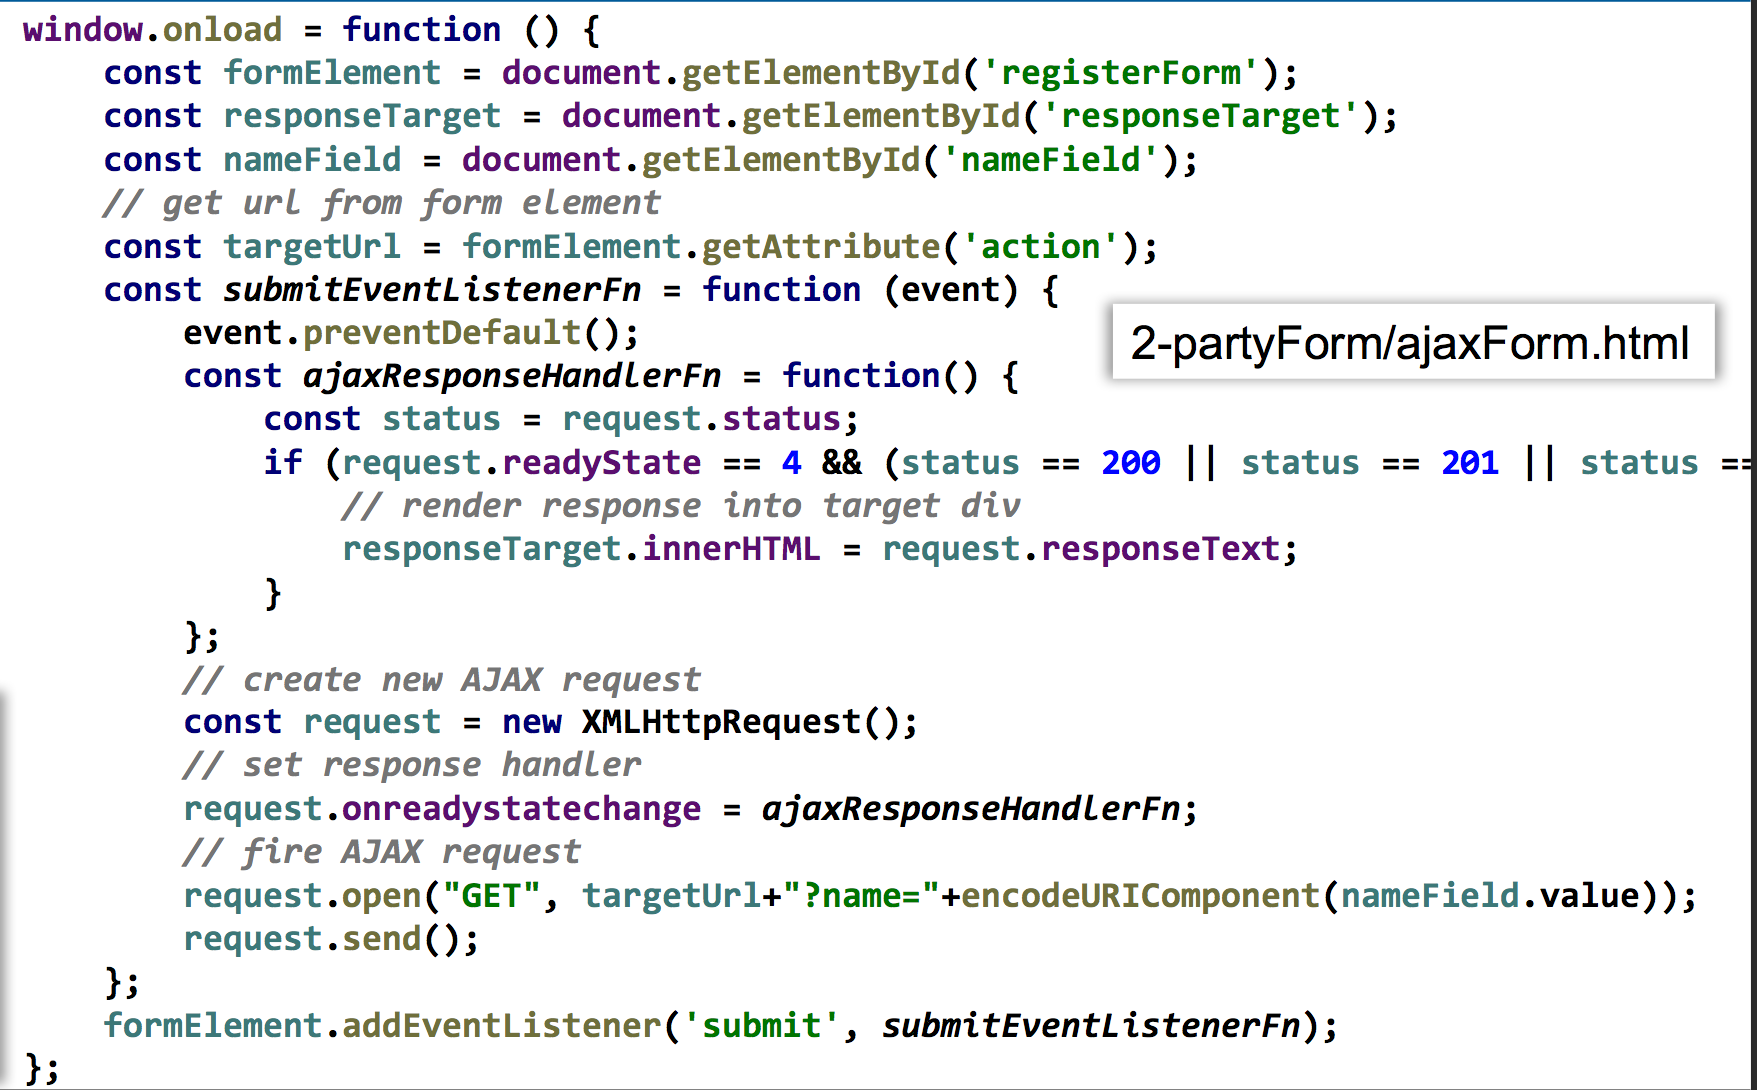 window.onload = function () {
    const formElement = document.getElementById('registerForm');
    const responseTarget = document.getElementById('responseTarget');
    const nameField = document.getElementById('nameField');
    // get url from form element
    const targetUrl = formElement.getAttribute('action');
    const submitEventListenerFn = function (event) {
        event.preventDefault();
2-partyForm/ajaxForm.html
        const ajaxResponseHandlerFn = function() {
            const status = request.status;
            if (request.readyState == 4 && (status == 200 || status == 201 || status ==
                // render response into target div
                responseTarget.innerHTML = request.responseText;
            }
        };
        // create new AJAX request
        const request = new XMLHttpRequest();
        // set response handler
        request.onreadystatechange = ajaxResponseHandlerFn;
        // fire AJAX request
        request.open("GET", targetUrl+"?name="+encodeURIComponent(nameField.value));
        request.send();
    };
    formElement.addEventListener('submit', submitEventListenerFn);
};